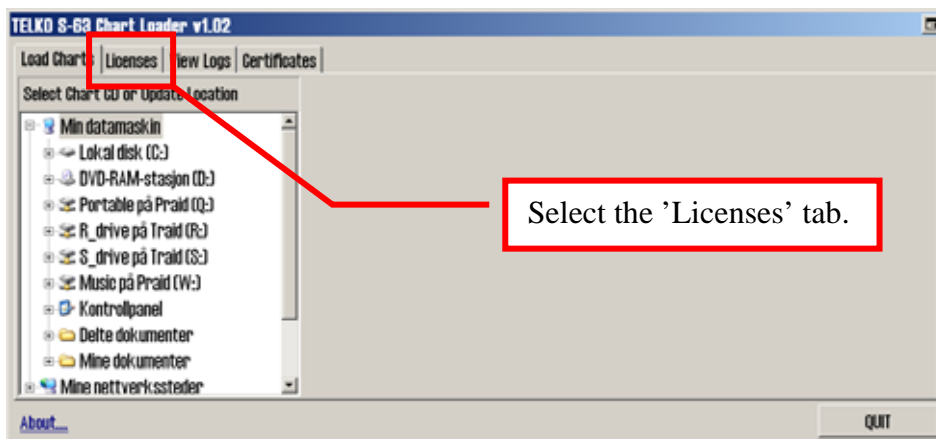 TELKO S-63 Chart Loader v1.02
Load Charts Licenses View Logs Certificates
Select Chart CD or Update Location
Min datamaskin
Lokal disk (C:)
DVD-RAM-stasjon (D:)
Portable på Praid (Q:)
R_drive på Traid (R:)
S_drive på Traid (S:)
Music på Praid (W:)
Kontrollpanel
Delte dokumenter
Mine dokumenter
Mine nettverkssteder
Select the ’Licenses’ tab.
About...
QUIT